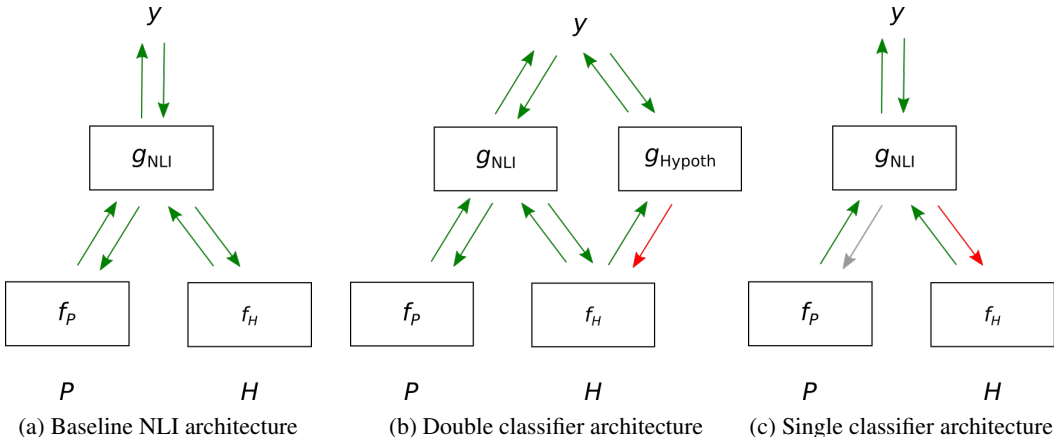 y
y
y
g_NLI
g_NLI
g_Hypoth
g_NLI
f_P
f_H
f_P
f_H
f_P
f_H
P
H
P
H
P
H
(a) Baseline NLI architecture
(b) Double classifier architecture
(c) Single classifier architecture